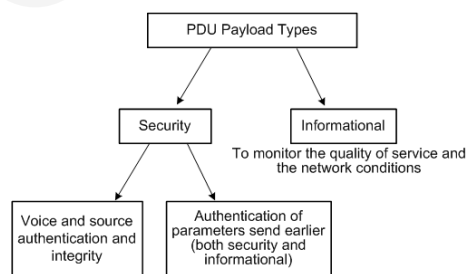 PDU Payload Types
Security
Informational
To monitor the quality of service and
the network conditions
Voice and source
authentication and
integrity
Authentication of
parameters send earlier
(both security and
informational)